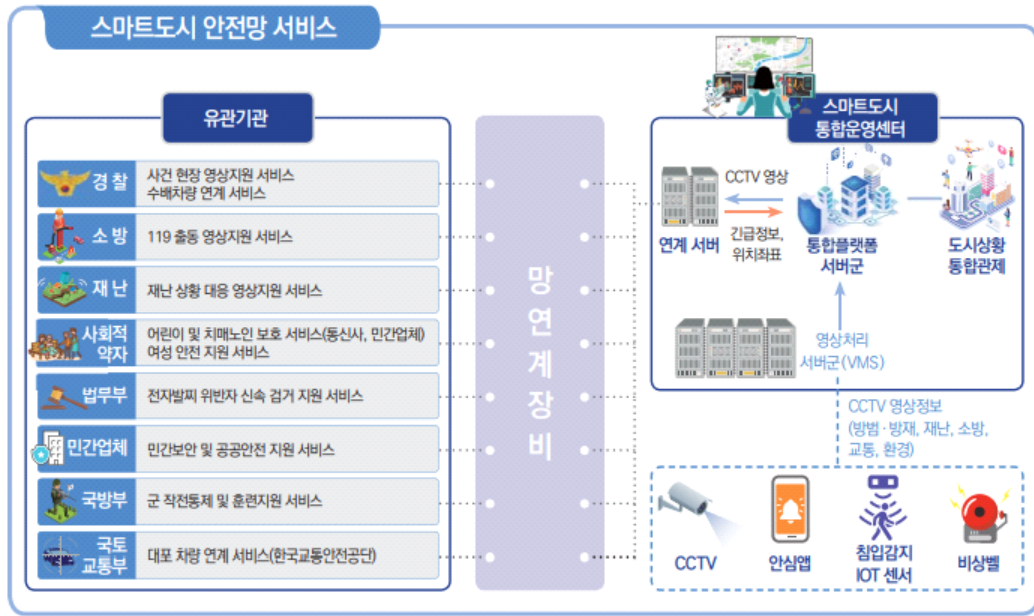 스마트도시 안전망 서비스
유관기관
경찰
사건 현장 영상지원 서비스
수배차량 연계 서비스
소방
119 출동 영상지원 서비스
재난
재난 상황 대응 영상지원 서비스
사회적
약자
어린이 및 치매노인 보호 서비스(통신사, 민간업체)
여성 안전 지원 서비스
법무부
전자발찌 위반자 신속 검거 지원 서비스
민간업체
민간보안 및 공공안전 지원 서비스
국방부
군 작전통제 및 훈련지원 서비스
국토
교통부
대포 차량 연계 서비스(한국교통안전공단)
망연계장비
스마트도시
통합운영센터
CCTV 영상
긴급정보,
위치좌표
연계 서버
통합플랫폼
서버군
도시상황
통합관제
영상처리
서버군(VMS)
CCTV 영상정보
(방범·방재, 재난, 소방,
교통, 환경)
CCTV
안심앱
침입감지
IOT 센서
비상벨